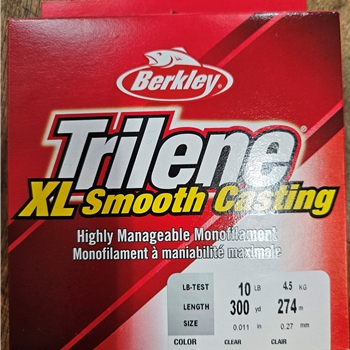 Berkley
Trilene®
XL Smooth Casting
Highly Manageable Monofilament
Monofilament à maniabilité maximale
LB-TEST 10 LB 4.5 KG
LENGTH 300 yd 274 m
SIZE 0.011 in 0.27 mm
COLOR CLEAR CLAIR